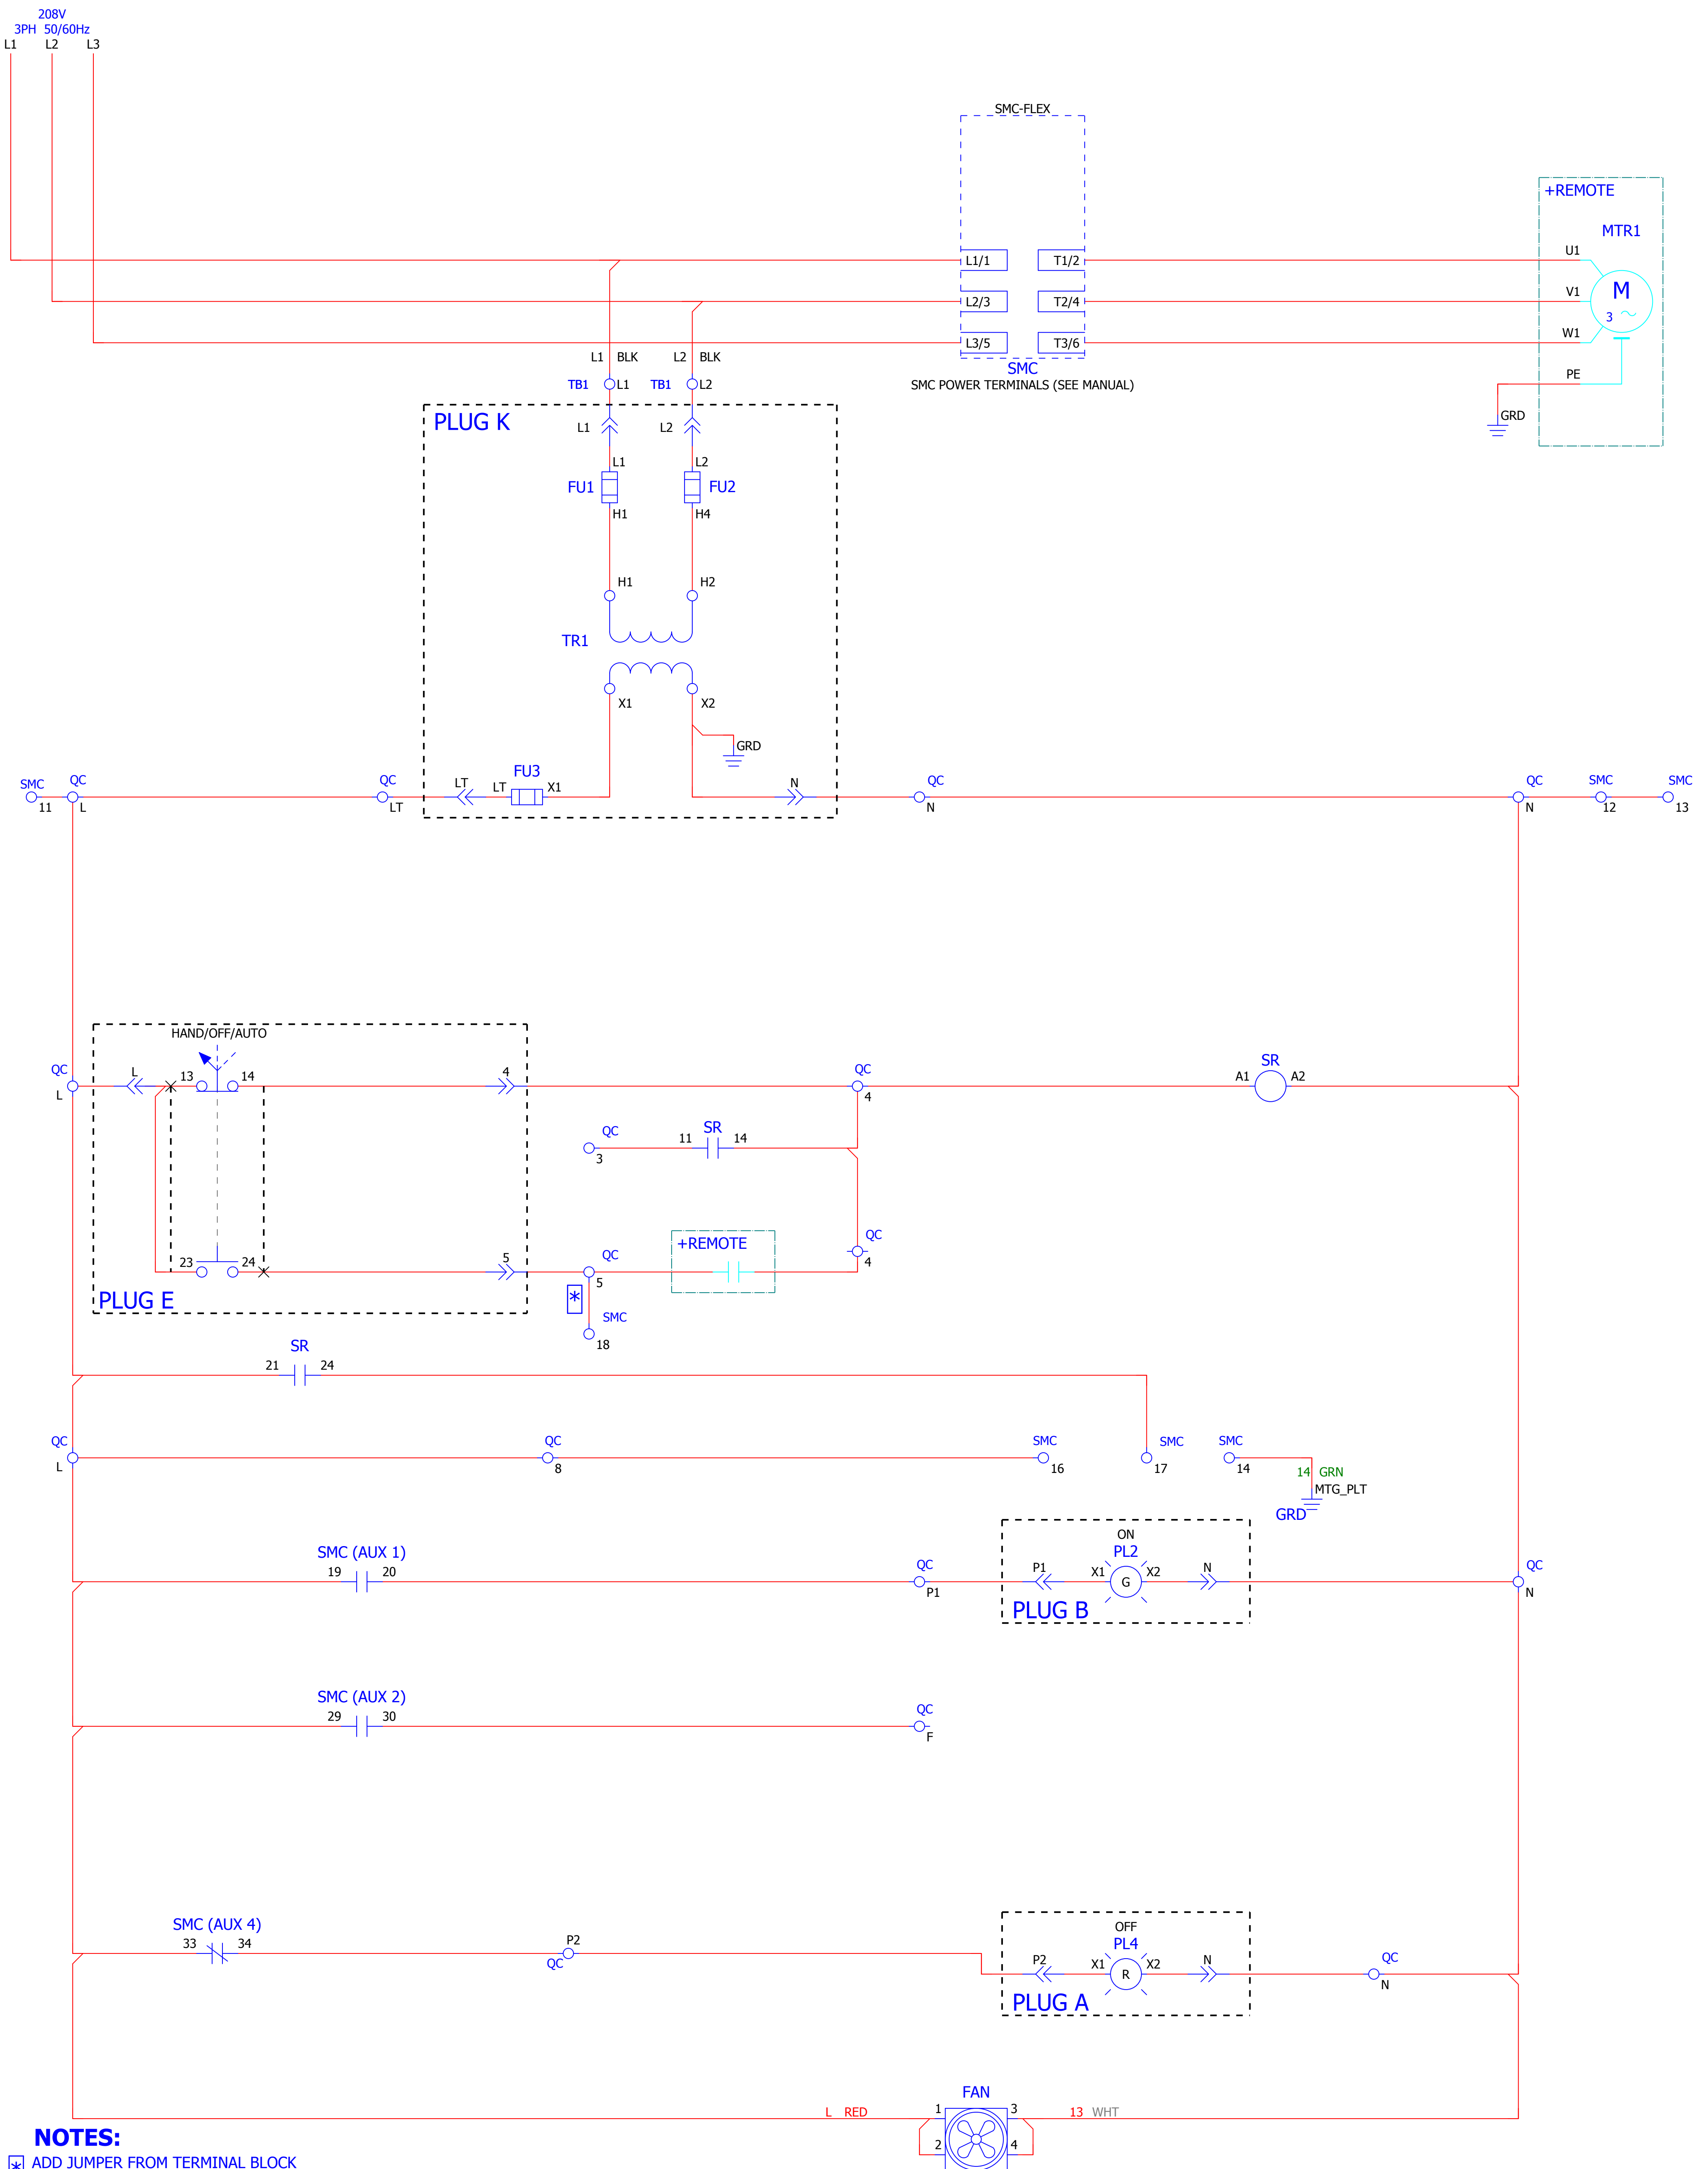 208V
3PH 50/60Hz
L1 L2 L3
SMC-FLEX
+REMOTE
MTR1
L1/1 T1/2 U1
L2/3 T2/4 V1
M
3
L3/5 T3/6 W1
L1 BLK L2 BLK
SMC
PE
TB1 L1 TB1 L2
SMC POWER TERMINALS (SEE MANUAL)
GRD
PLUG K
L1 L2
L1 L2
FU1 FU2
H1 H4
H1 H2
TR1
X1 X2
GRD
FU3
SMC QC QC LT LT X1 N QC QC SMC SMC
11 L LT N N 12 13
HAND/OFF/AUTO
QC L 13 14 4 QC SR
A1 A2
L 4
QC SR
11 14
3
+REMOTE
QC
23 24 5 QC
4
5
PLUG E
*
SMC
18
SR
21 24
QC QC SMC SMC SMC
L 8 16 17 14
14 GRN
MTG_PLT
GRD
ON
SMC (AUX 1) PL2
19 20 QC P1 X1 X2 N QC
G
P1 N
PLUG B
SMC (AUX 2)
29 30 QC
F
SMC (AUX 4) OFF
33 34 P2 PL4
QC P2 X1 X2 N QC
R
N
PLUG A
FAN
L RED 1 3 13 WHT
2 4
NOTES:
* ADD JUMPER FROM TERMINAL BLOCK